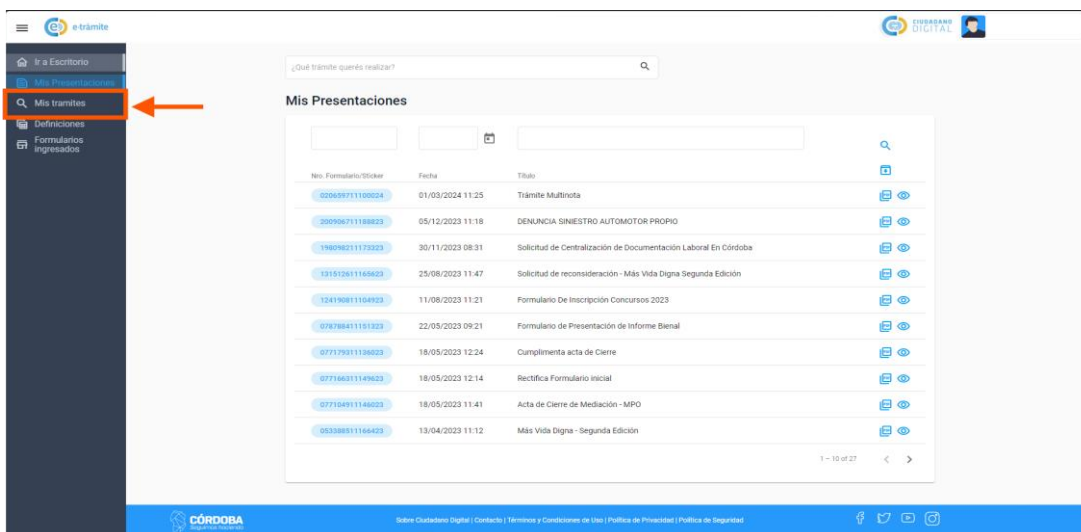 e-trámite
CIUDADANO
DIGITAL
Ir a Escritorio
Mis Presentaciones
Mis tramites
Definiciones
Formularios
ingresados
¿Qué trámite querés realizar?
Mis Presentaciones
Nro. Formulario/Sticker Fecha Título
020659711100024 01/03/2024 11:25 Trámite Multinota
200906711188823 05/12/2023 11:18 DENUNCIA SINIESTRO AUTOMOTOR PROPIO
198098211173323 30/11/2023 08:31 Solicitud de Centralización de Documentación Laboral En Córdoba
131512611165623 25/08/2023 11:47 Solicitud de reconsideración - Más Vida Digna Segunda Edición
124190811104923 11/08/2023 11:21 Formulario De Inscripción Concursos 2023
078788411151323 22/05/2023 09:21 Formulario de Presentación de Informe Bienal
077179311136023 18/05/2023 12:24 Cumplimenta acta de Cierre
077166311149623 18/05/2023 12:14 Rectifica Formulario inicial
077104911146023 18/05/2023 11:41 Acta de Cierre de Mediación - MPO
053388511166423 13/04/2023 11:12 Más Vida Digna - Segunda Edición
1 – 10 of 27
CÓRDOBA
Sobre Ciudadano Digital | Contacto | Términos y Condiciones de Uso | Política de Privacidad | Política de Seguridad